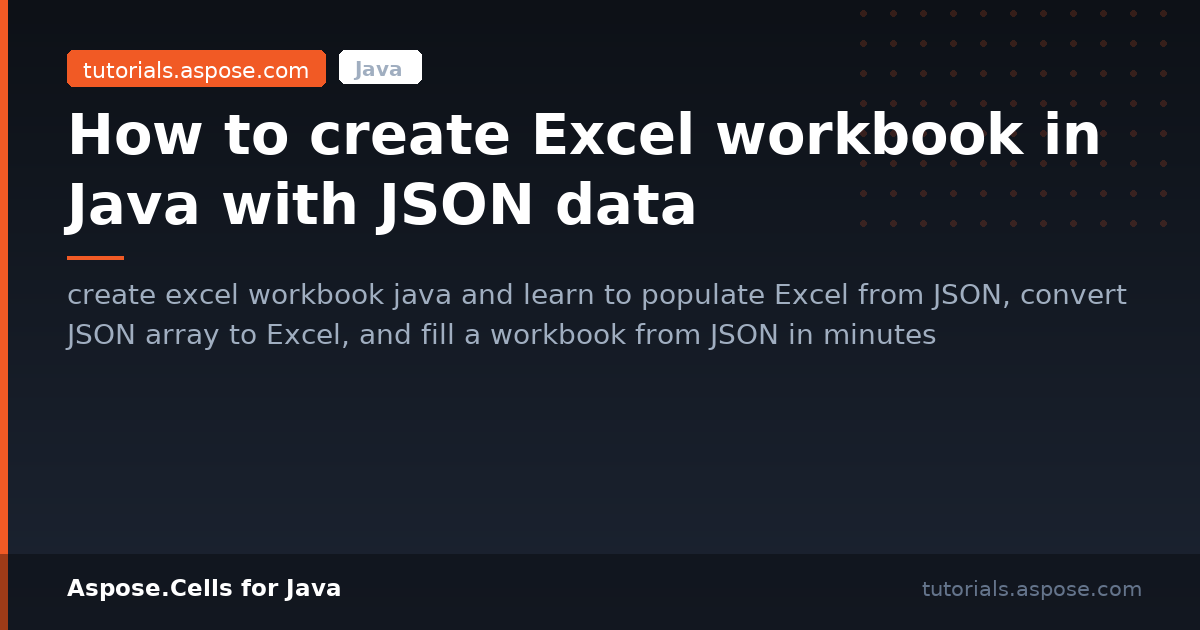 tutorials.aspose.com
Java
How to create Excel workbook in
Java with JSON data
create excel workbook java and learn to populate Excel from JSON, convert
JSON array to Excel, and fill a workbook from JSON in minutes
Aspose.Cells for Java
tutorials.aspose.com